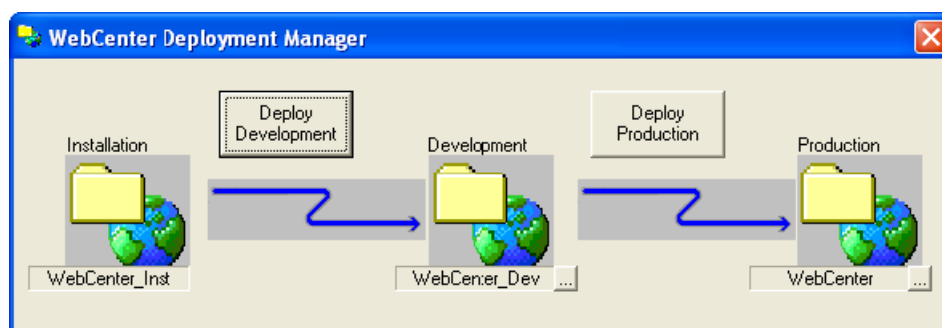 WebCenter Deployment Manager
Deploy
Development
Deploy
Production
Installation
Development
Production
WebCenter_Inst
WebCenter_Dev
...
WebCenter
...